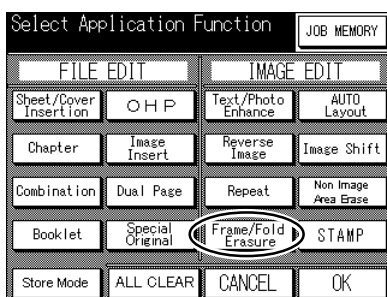 Select Application Function
JOB MEMORY
FILE EDIT
IMAGE EDIT
Sheet/Cover
Insertion
OHP
Text/Photo
Enhance
AUTO
Layout
Chapter
Image
Insert
Reverse
Image
Image Shift
Combination
Dual Page
Repeat
Non Image
Area Erase
Booklet
Special
Original
Frame/Fold
Erasure
STAMP
Store Mode
ALL CLEAR
CANCEL
OK